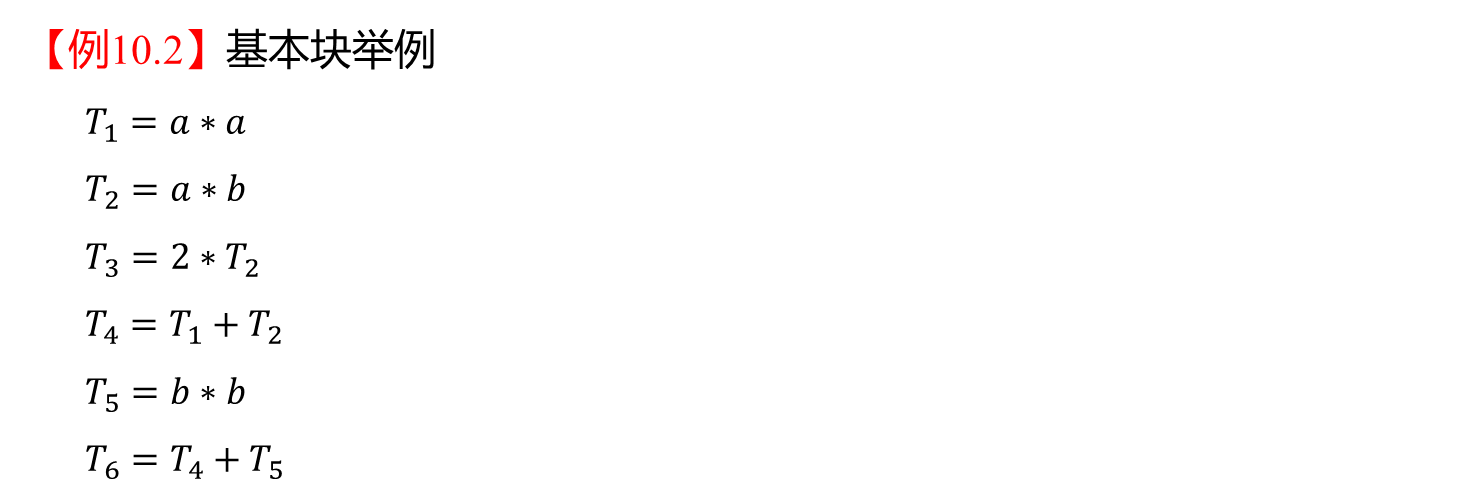 【例10.2】基本块举例
T₁ = a ∗ a
T₂ = a ∗ b
T₃ = 2 ∗ T₂
T₄ = T₁ + T₂
T₅ = b ∗ b
T₆ = T₄ + T₅